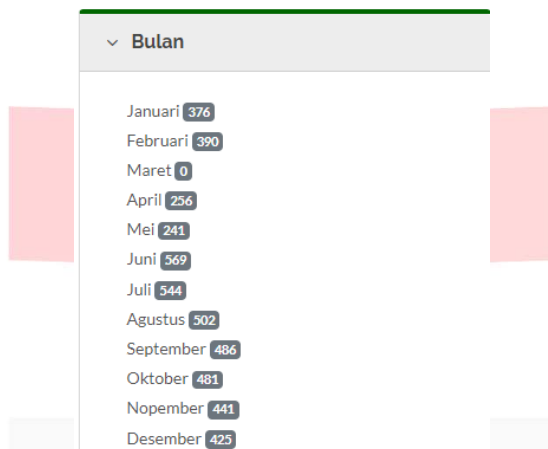 Bulan
Januari 376
Februari 390
Maret 0
April 256
Mei 241
Juni 569
Juli 544
Agustus 502
September 486
Oktober 481
Nopember 441
Desember 425